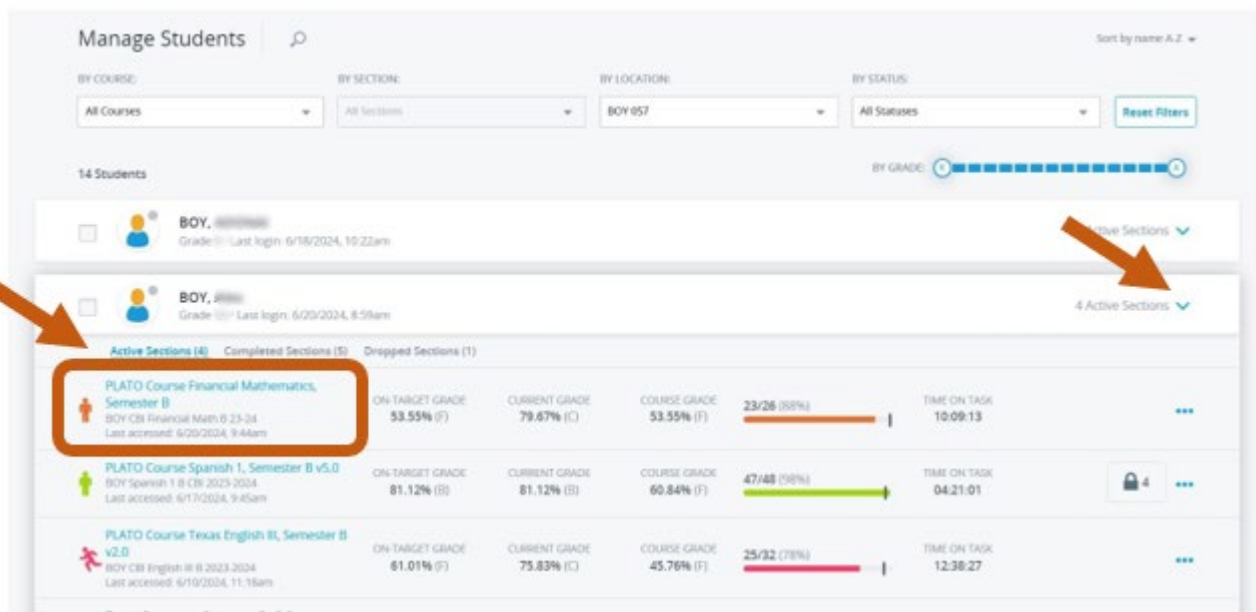 Manage Students
Sort by name A-Z
BY COURSE: BY SECTION: BY LOCATION: BY STATUS:
All Courses All Sections BOY 057 All Statuses Reset Filters
14 Students BY GRADE: K A
BOY,
Grade Last login: 6/18/2024, 10:22am
Active Sections
BOY,
Grade Last login: 6/20/2024, 8:59am
4 Active Sections
Active Sections (4) Completed Sections (5) Dropped Sections (1)
PLATO Course Financial Mathematics,
Semester B
BOY CBI Financial Math B 23-24
Last accessed: 6/20/2024, 9:44am
ON-TARGET GRADE
53.55% (F)
CURRENT GRADE
79.67% (C)
COURSE GRADE
53.55% (F)
23/26 (88%)
TIME ON TASK
10:09:13
PLATO Course Spanish 1, Semester B v5.0
BOY Spanish 1 B CBI 2023-2024
Last accessed: 6/17/2024, 9:45am
ON-TARGET GRADE
81.12% (B)
CURRENT GRADE
81.12% (B)
COURSE GRADE
60.84% (F)
47/48 (98%)
TIME ON TASK
04:21:01
4
PLATO Course Texas English III, Semester B
v2.0
BOY CBI English III B 2023-2024
Last accessed: 6/10/2024, 11:18am
ON-TARGET GRADE
61.01% (F)
CURRENT GRADE
75.83% (C)
COURSE GRADE
45.76% (F)
25/32 (78%)
TIME ON TASK
12:38:27